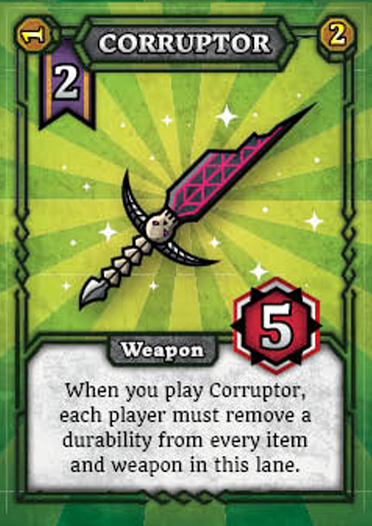 1
CORRUPTOR
2
2
5
Weapon
When you play Corruptor,
each player must remove a
durability from every item
and weapon in this lane.